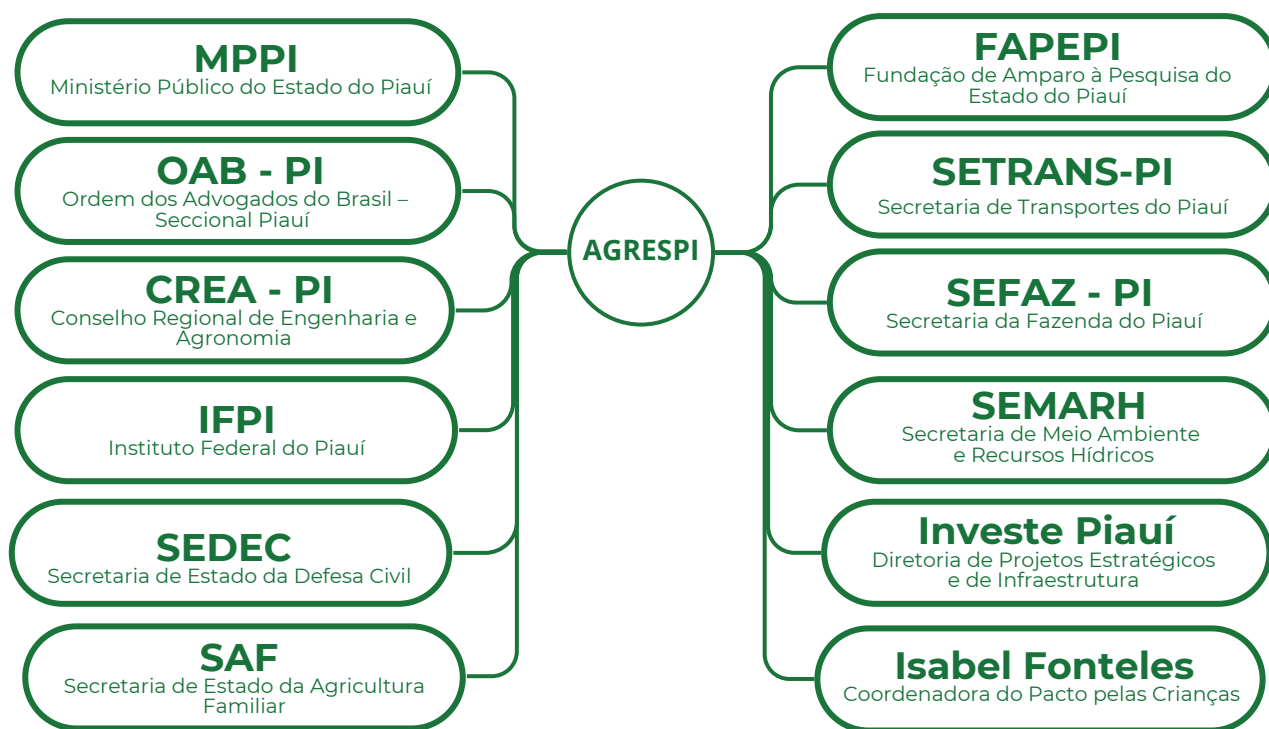 MPPI
Ministério Público do Estado do Piauí
OAB - PI
Ordem dos Advogados do Brasil –
Seccional Piauí
CREA - PI
Conselho Regional de Engenharia e
Agronomia
IFPI
Instituto Federal do Piauí
SEDEC
Secretaria de Estado da Defesa Civil
SAF
Secretaria de Estado da Agricultura
Familiar
AGRESPI
FAPEPI
Fundação de Amparo à Pesquisa do
Estado do Piauí
SETRANS-PI
Secretaria de Transportes do Piauí
SEFAZ - PI
Secretaria da Fazenda do Piauí
SEMARH
Secretaria de Meio Ambiente
e Recursos Hídricos
Investe Piauí
Diretoria de Projetos Estratégicos
e de Infraestrutura
Isabel Fonteles
Coordenadora do Pacto pelas Crianças